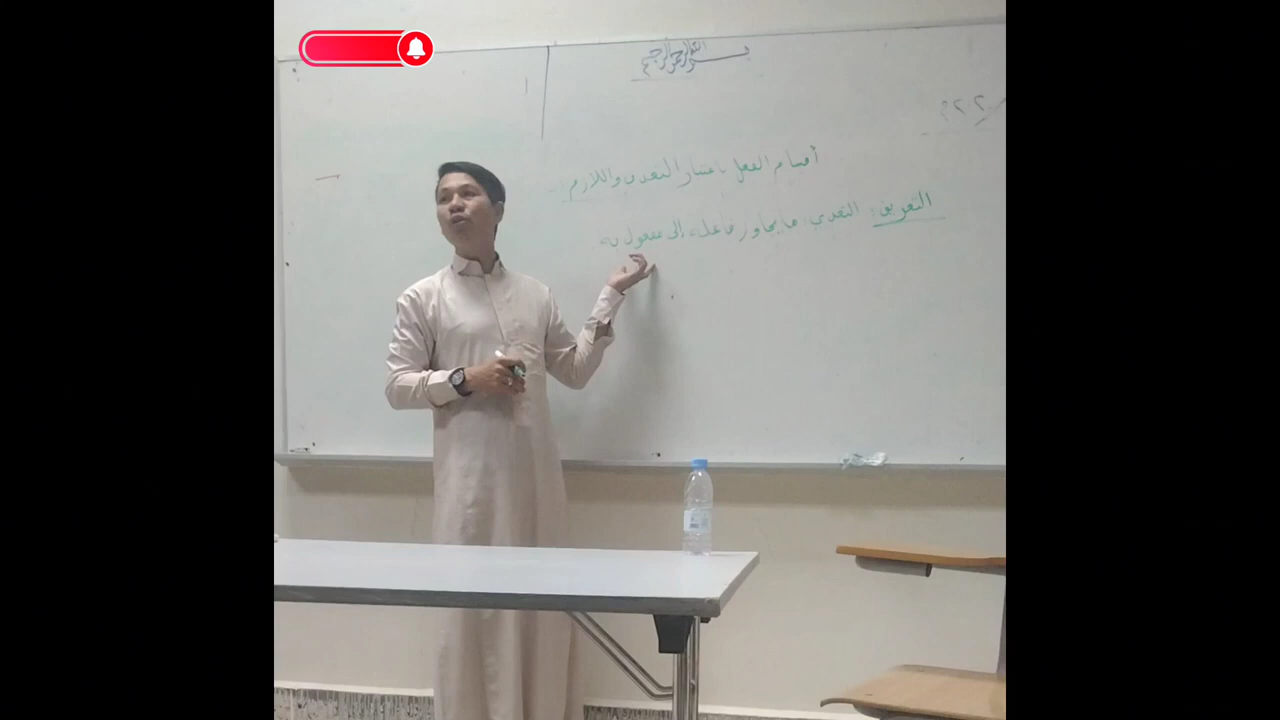 بسم الله الرحمن الرحيم
أقسام الفعل باعتبار التعدي واللازم
التعريف: التعدي: ما يجاوز فاعله إلى مفعول به